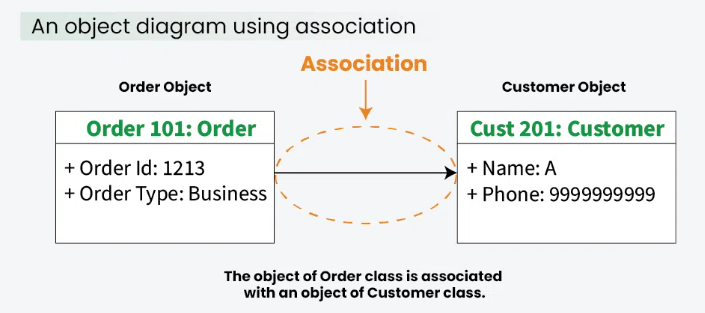 An object diagram using association
Association
Order Object
Customer Object
Order 101: Order
Cust 201: Customer
+ Order Id: 1213
+ Order Type: Business
+ Name: A
+ Phone: 9999999999
The object of Order class is associated
with an object of Customer class.